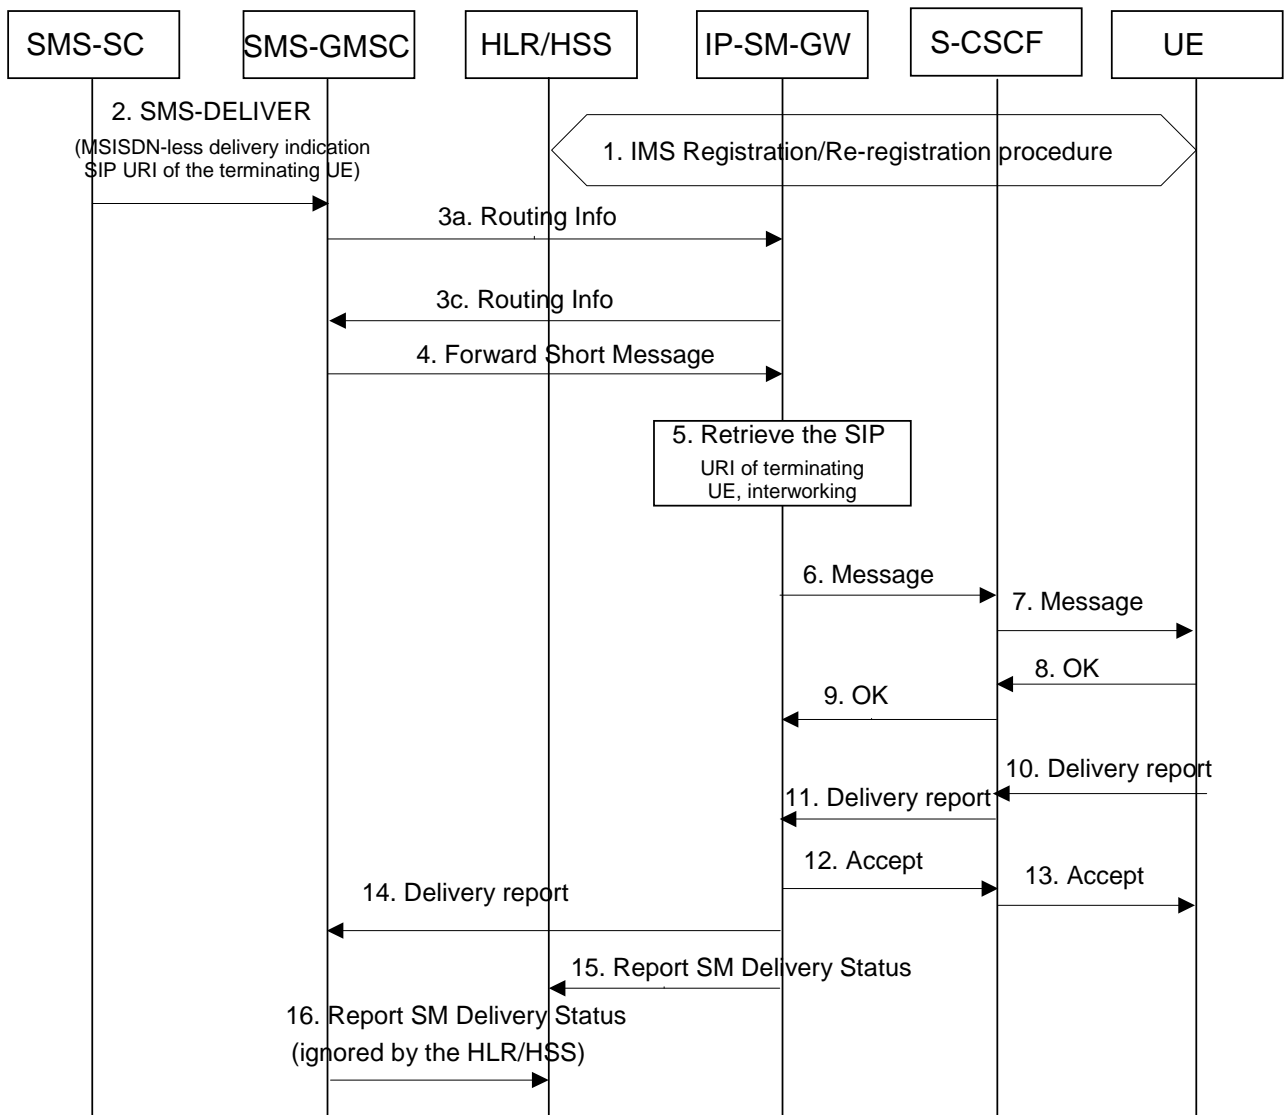 SMS-SC
SMS-GMSC
HLR/HSS
IP-SM-GW
S-CSCF
UE
2. SMS-DELIVER
(MSISDN-less delivery indication
SIP URI of the terminating UE)
1. IMS Registration/Re-registration procedure
3a. Routing Info
3c. Routing Info
4. Forward Short Message
5. Retrieve the SIP
URI of terminating
UE, interworking
6. Message
7. Message
8. OK
9. OK
10. Delivery report
11. Delivery report
12. Accept
13. Accept
14. Delivery report
15. Report SM Delivery Status
16. Report SM Delivery Status
(ignored by the HLR/HSS)